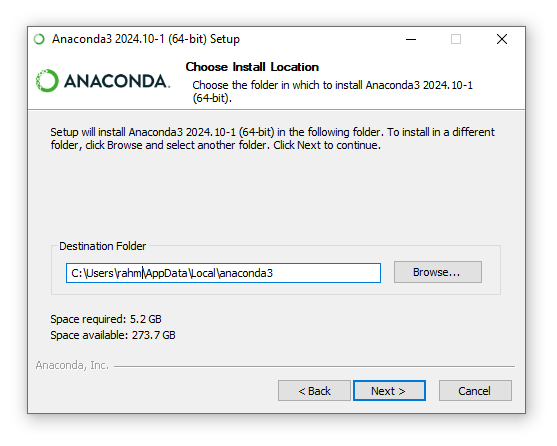 Anaconda3 2024.10-1 (64-bit) Setup
Choose Install Location
ANACONDA.
Choose the folder in which to install Anaconda3 2024.10-1
(64-bit).
Setup will install Anaconda3 2024.10-1 (64-bit) in the following folder. To install in a different
folder, click Browse and select another folder. Click Next to continue.
Destination Folder
C:\Users\rahm\AppData\Local\anaconda3
Browse...
Space required: 5.2 GB
Space available: 273.7 GB
Anaconda, Inc.
< Back
Next >
Cancel